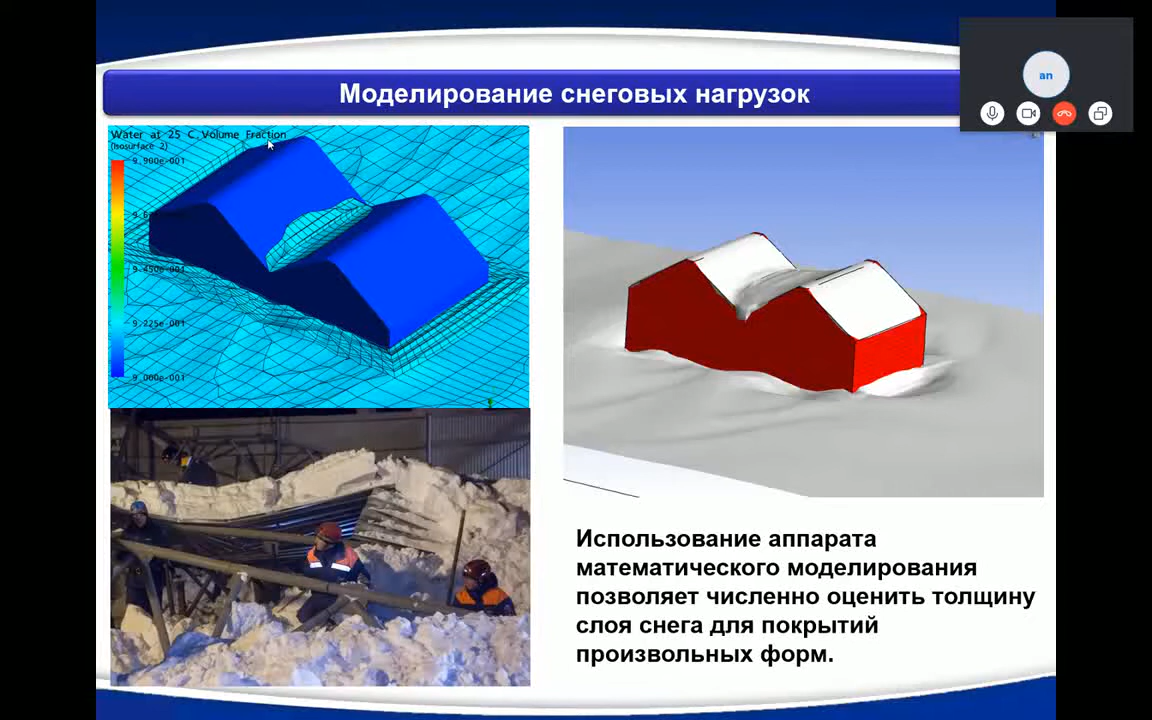 Моделирование снеговых нагрузок
an
Water at 25 C.Volume Fraction
(Isosurface 2)
9.900e-001
9.450e-001
9.225e-001
9.000e-001
Использование аппарата
математического моделирования
позволяет численно оценить толщину
слоя снега для покрытий
произвольных форм.